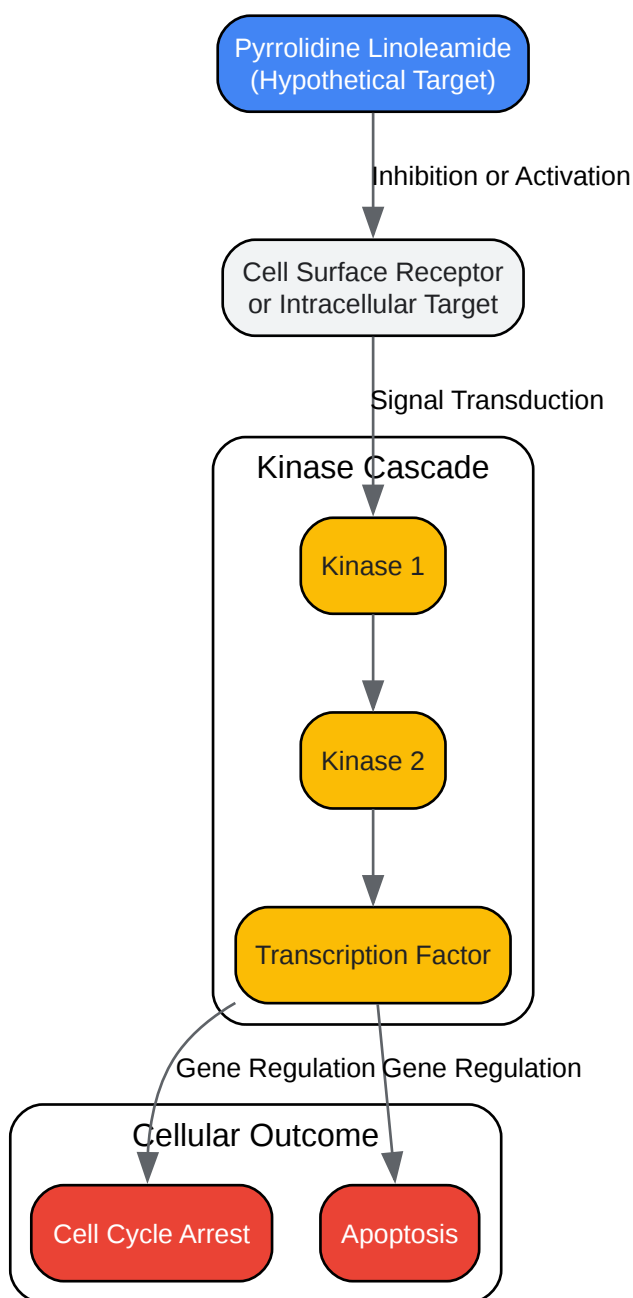 Pyrrolidine Linoleamide
(Hypothetical Target)
Inhibition or Activation
Cell Surface Receptor
or Intracellular Target
Signal Transduction
Kinase Cascade
Kinase 1
Kinase 2
Transcription Factor
Gene Regulation
Gene Regulation
Cellular Outcome
Cell Cycle Arrest
Apoptosis